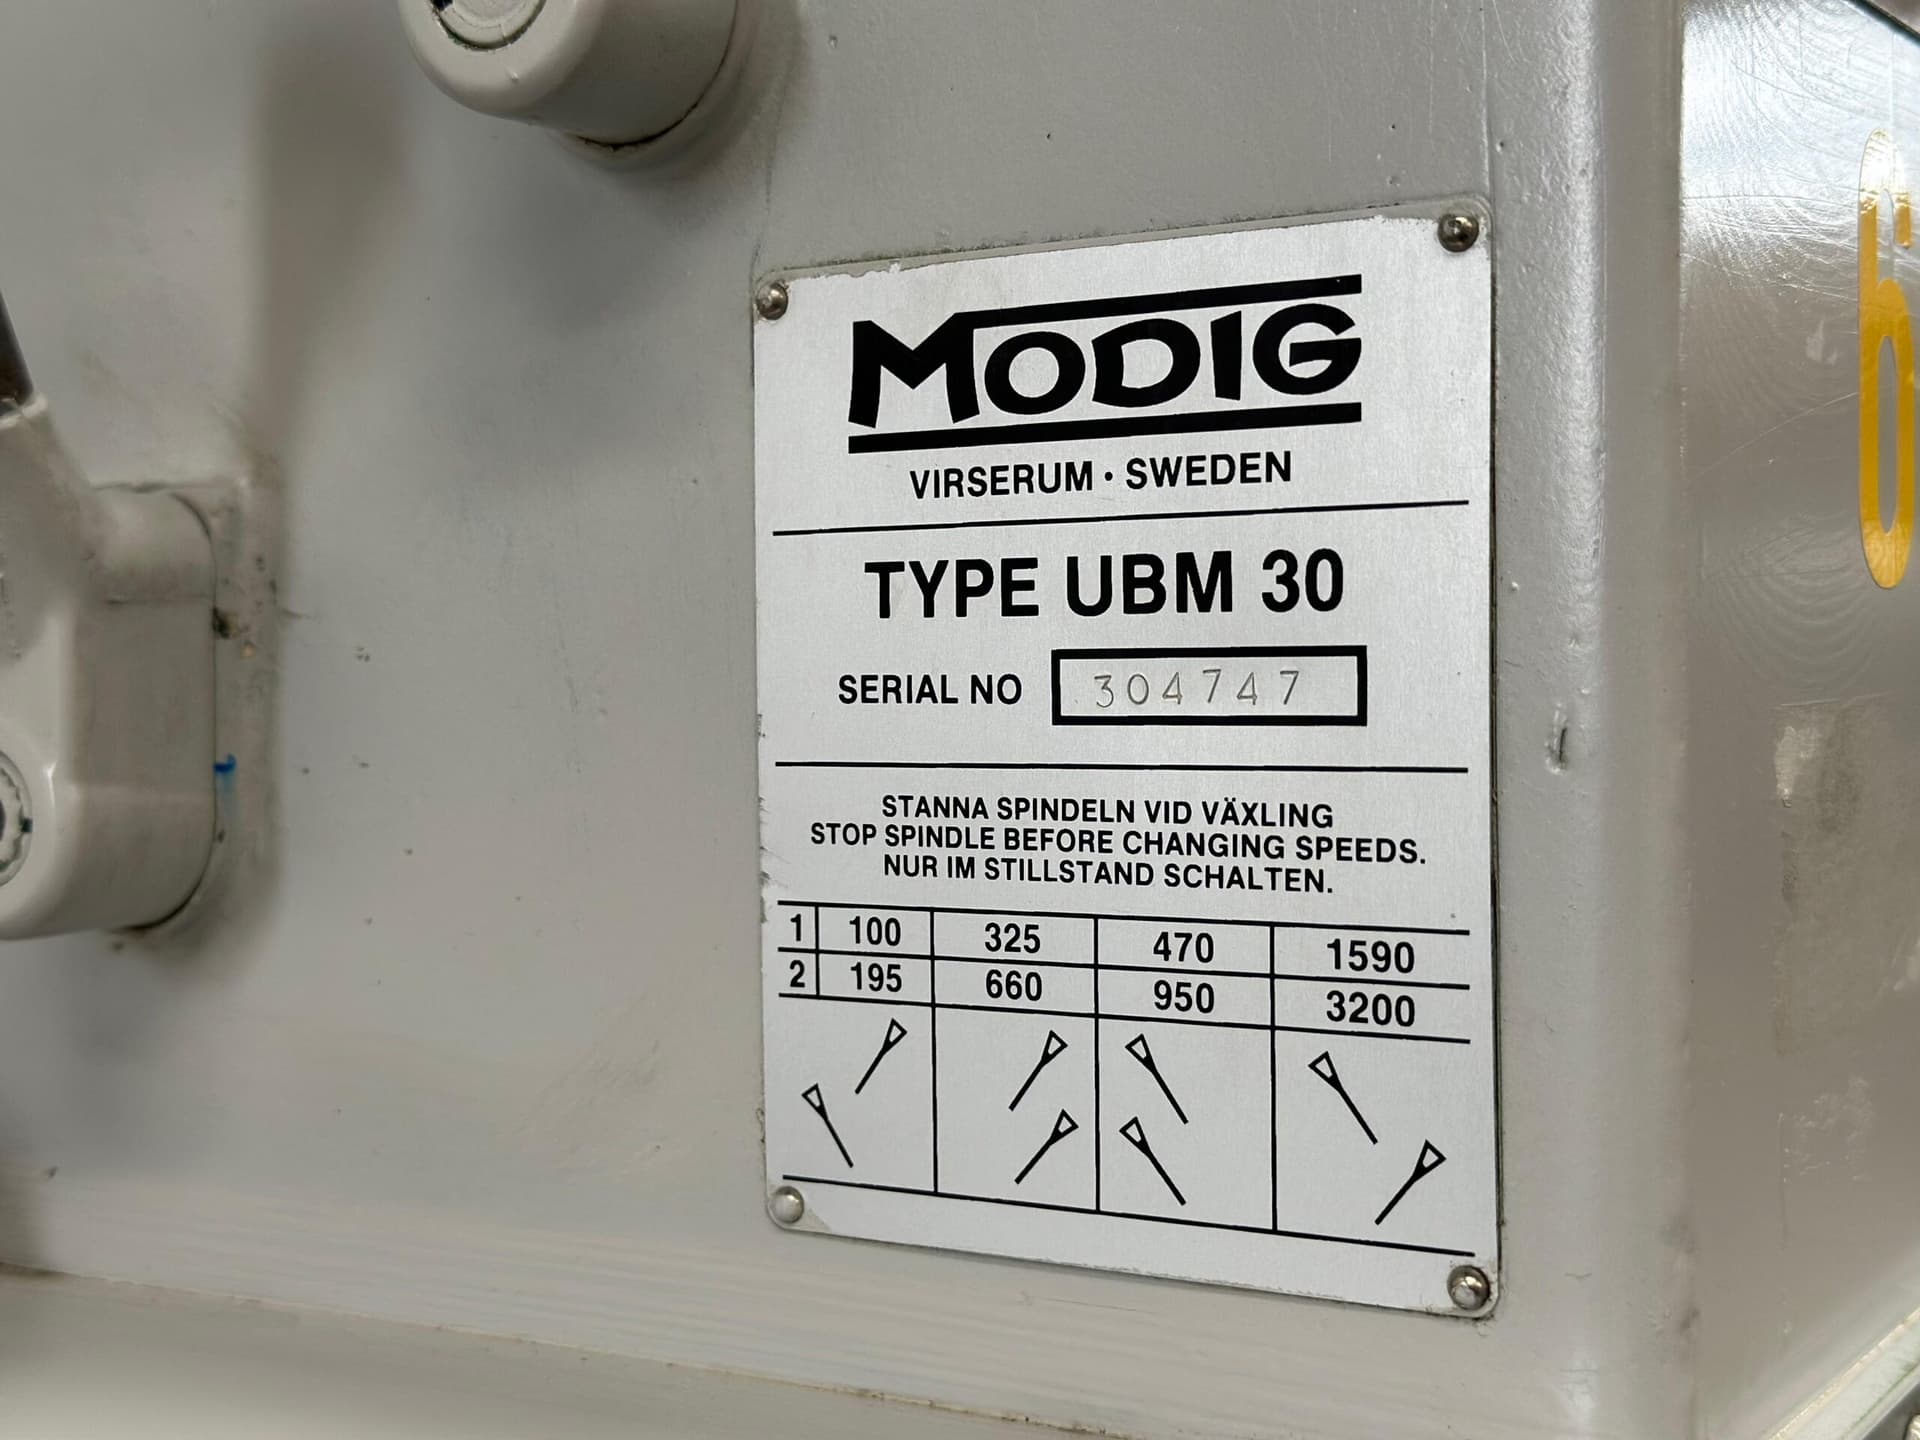 MODIG
VIRSERUM · SWEDEN
TYPE UBM 30
SERIAL NO 304747
STANNA SPINDELN VID VÄXLING
STOP SPINDLE BEFORE CHANGING SPEEDS.
NUR IM STILLSTAND SCHALTEN.
1 100 325 470 1590
2 195 660 950 3200